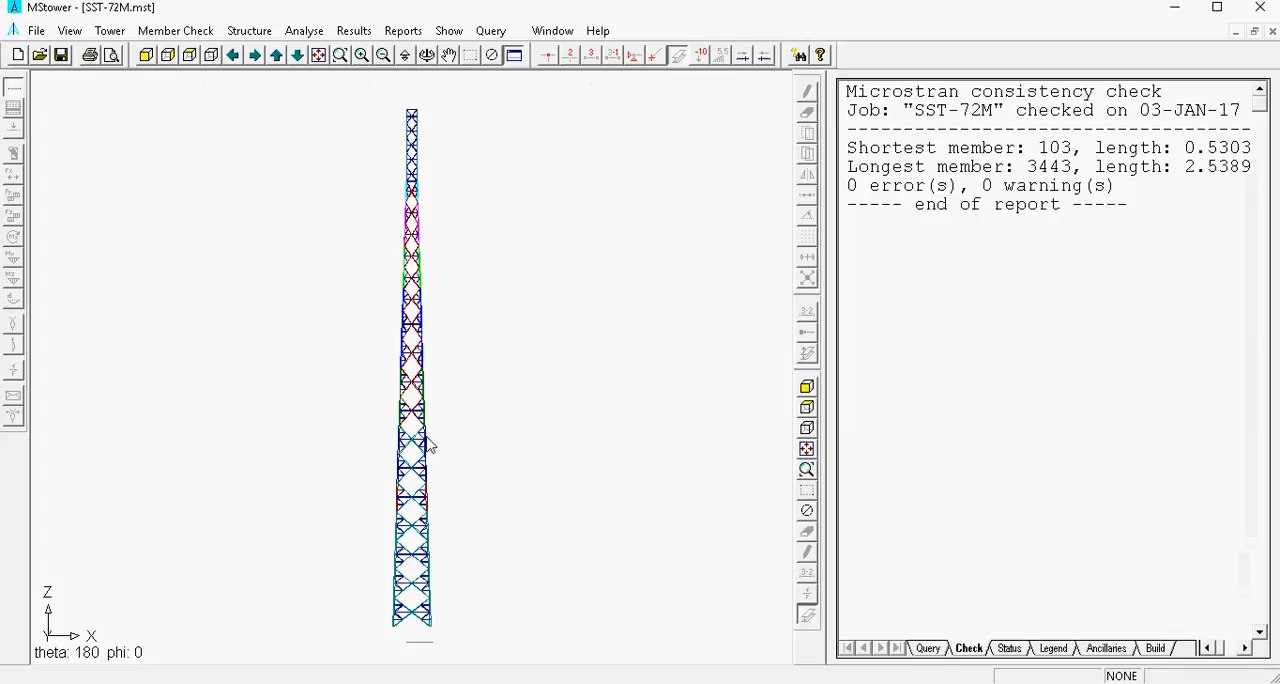 MStower - [SST-72M.mst]
File View Tower Member Check Structure Analyse Results Reports Show Query Window Help
Microstran consistency check
Job: "SST-72M" checked on 03-JAN-17
-----------------------------------
Shortest member: 103, length: 0.5303
Longest member: 3443, length: 2.5389
0 error(s), 0 warning(s)
----- end of report -----
Z
X
theta: 180 phi: 0
Query Check Status Legend Ancillaries Build
NONE